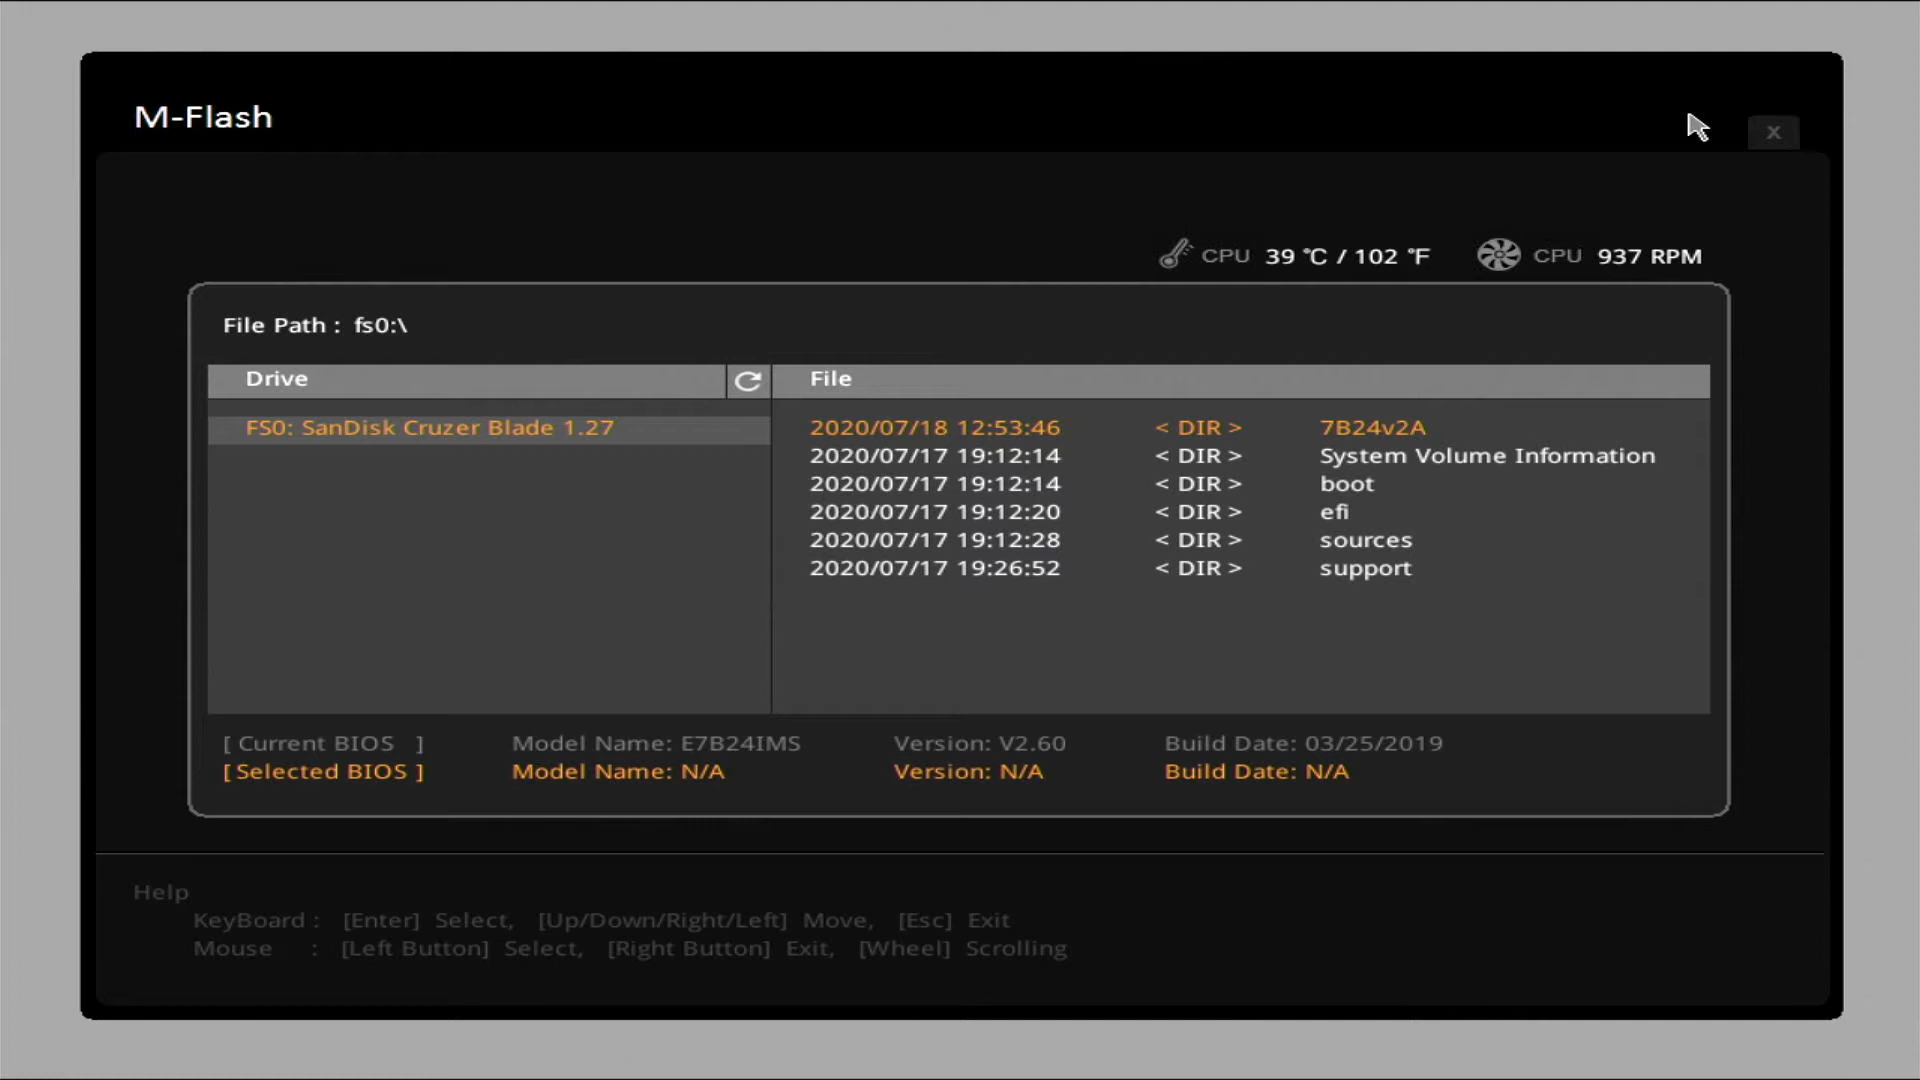 M-Flash
x
CPU 39 ℃ / 102 ℉ CPU 937 RPM
File Path : fs0:\
Drive File
FS0: SanDisk Cruzer Blade 1.27
2020/07/18 12:53:46 < DIR > 7B24v2A
2020/07/17 19:12:14 < DIR > System Volume Information
2020/07/17 19:12:14 < DIR > boot
2020/07/17 19:12:20 < DIR > efi
2020/07/17 19:12:28 < DIR > sources
2020/07/17 19:26:52 < DIR > support
[ Current BIOS ] Model Name: E7B24IMS Version: V2.60 Build Date: 03/25/2019
[ Selected BIOS ] Model Name: N/A Version: N/A Build Date: N/A
Help
KeyBoard : [Enter] Select, [Up/Down/Right/Left] Move, [Esc] Exit
Mouse : [Left Button] Select, [Right Button] Exit, [Wheel] Scrolling